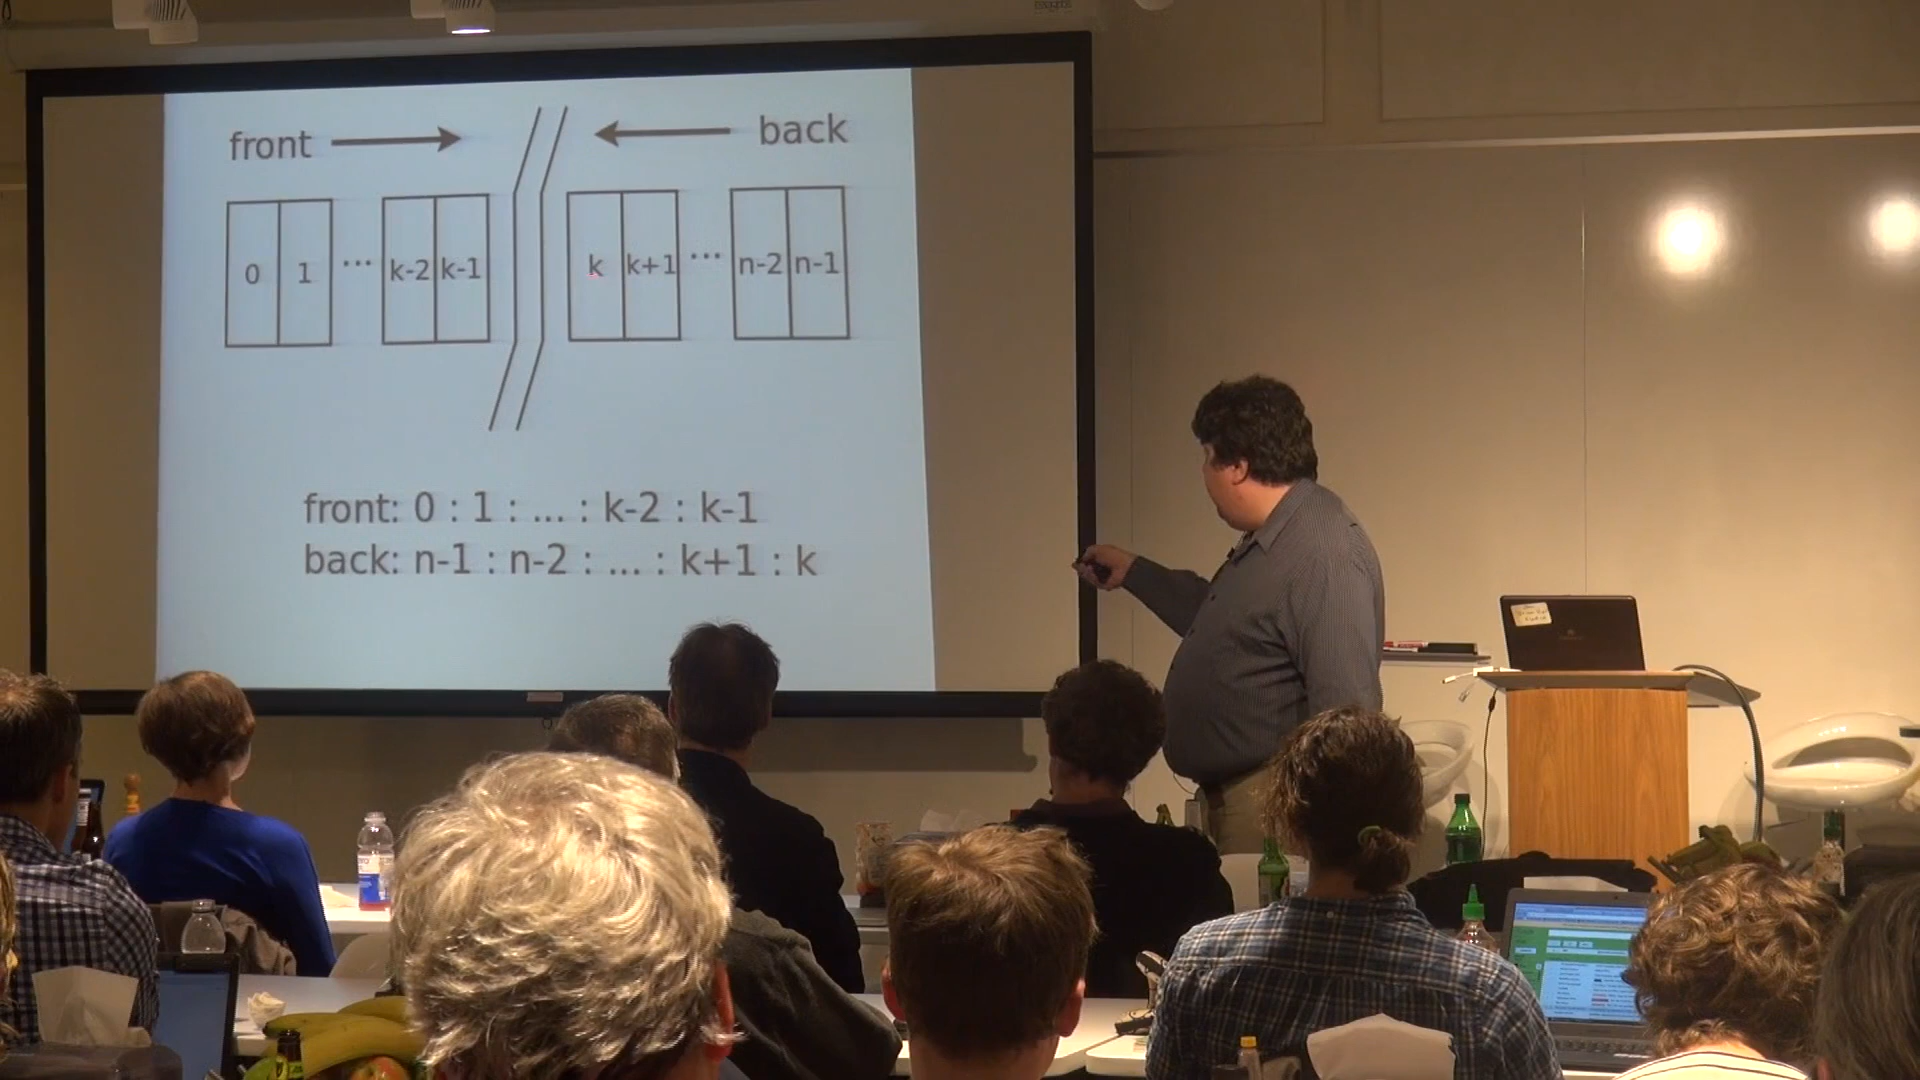 front back
0 1 ... k-2 k-1 k k+1 ... n-2 n-1
front: 0 : 1 : ... : k-2 : k-1
back: n-1 : n-2 : ... : k+1 : k